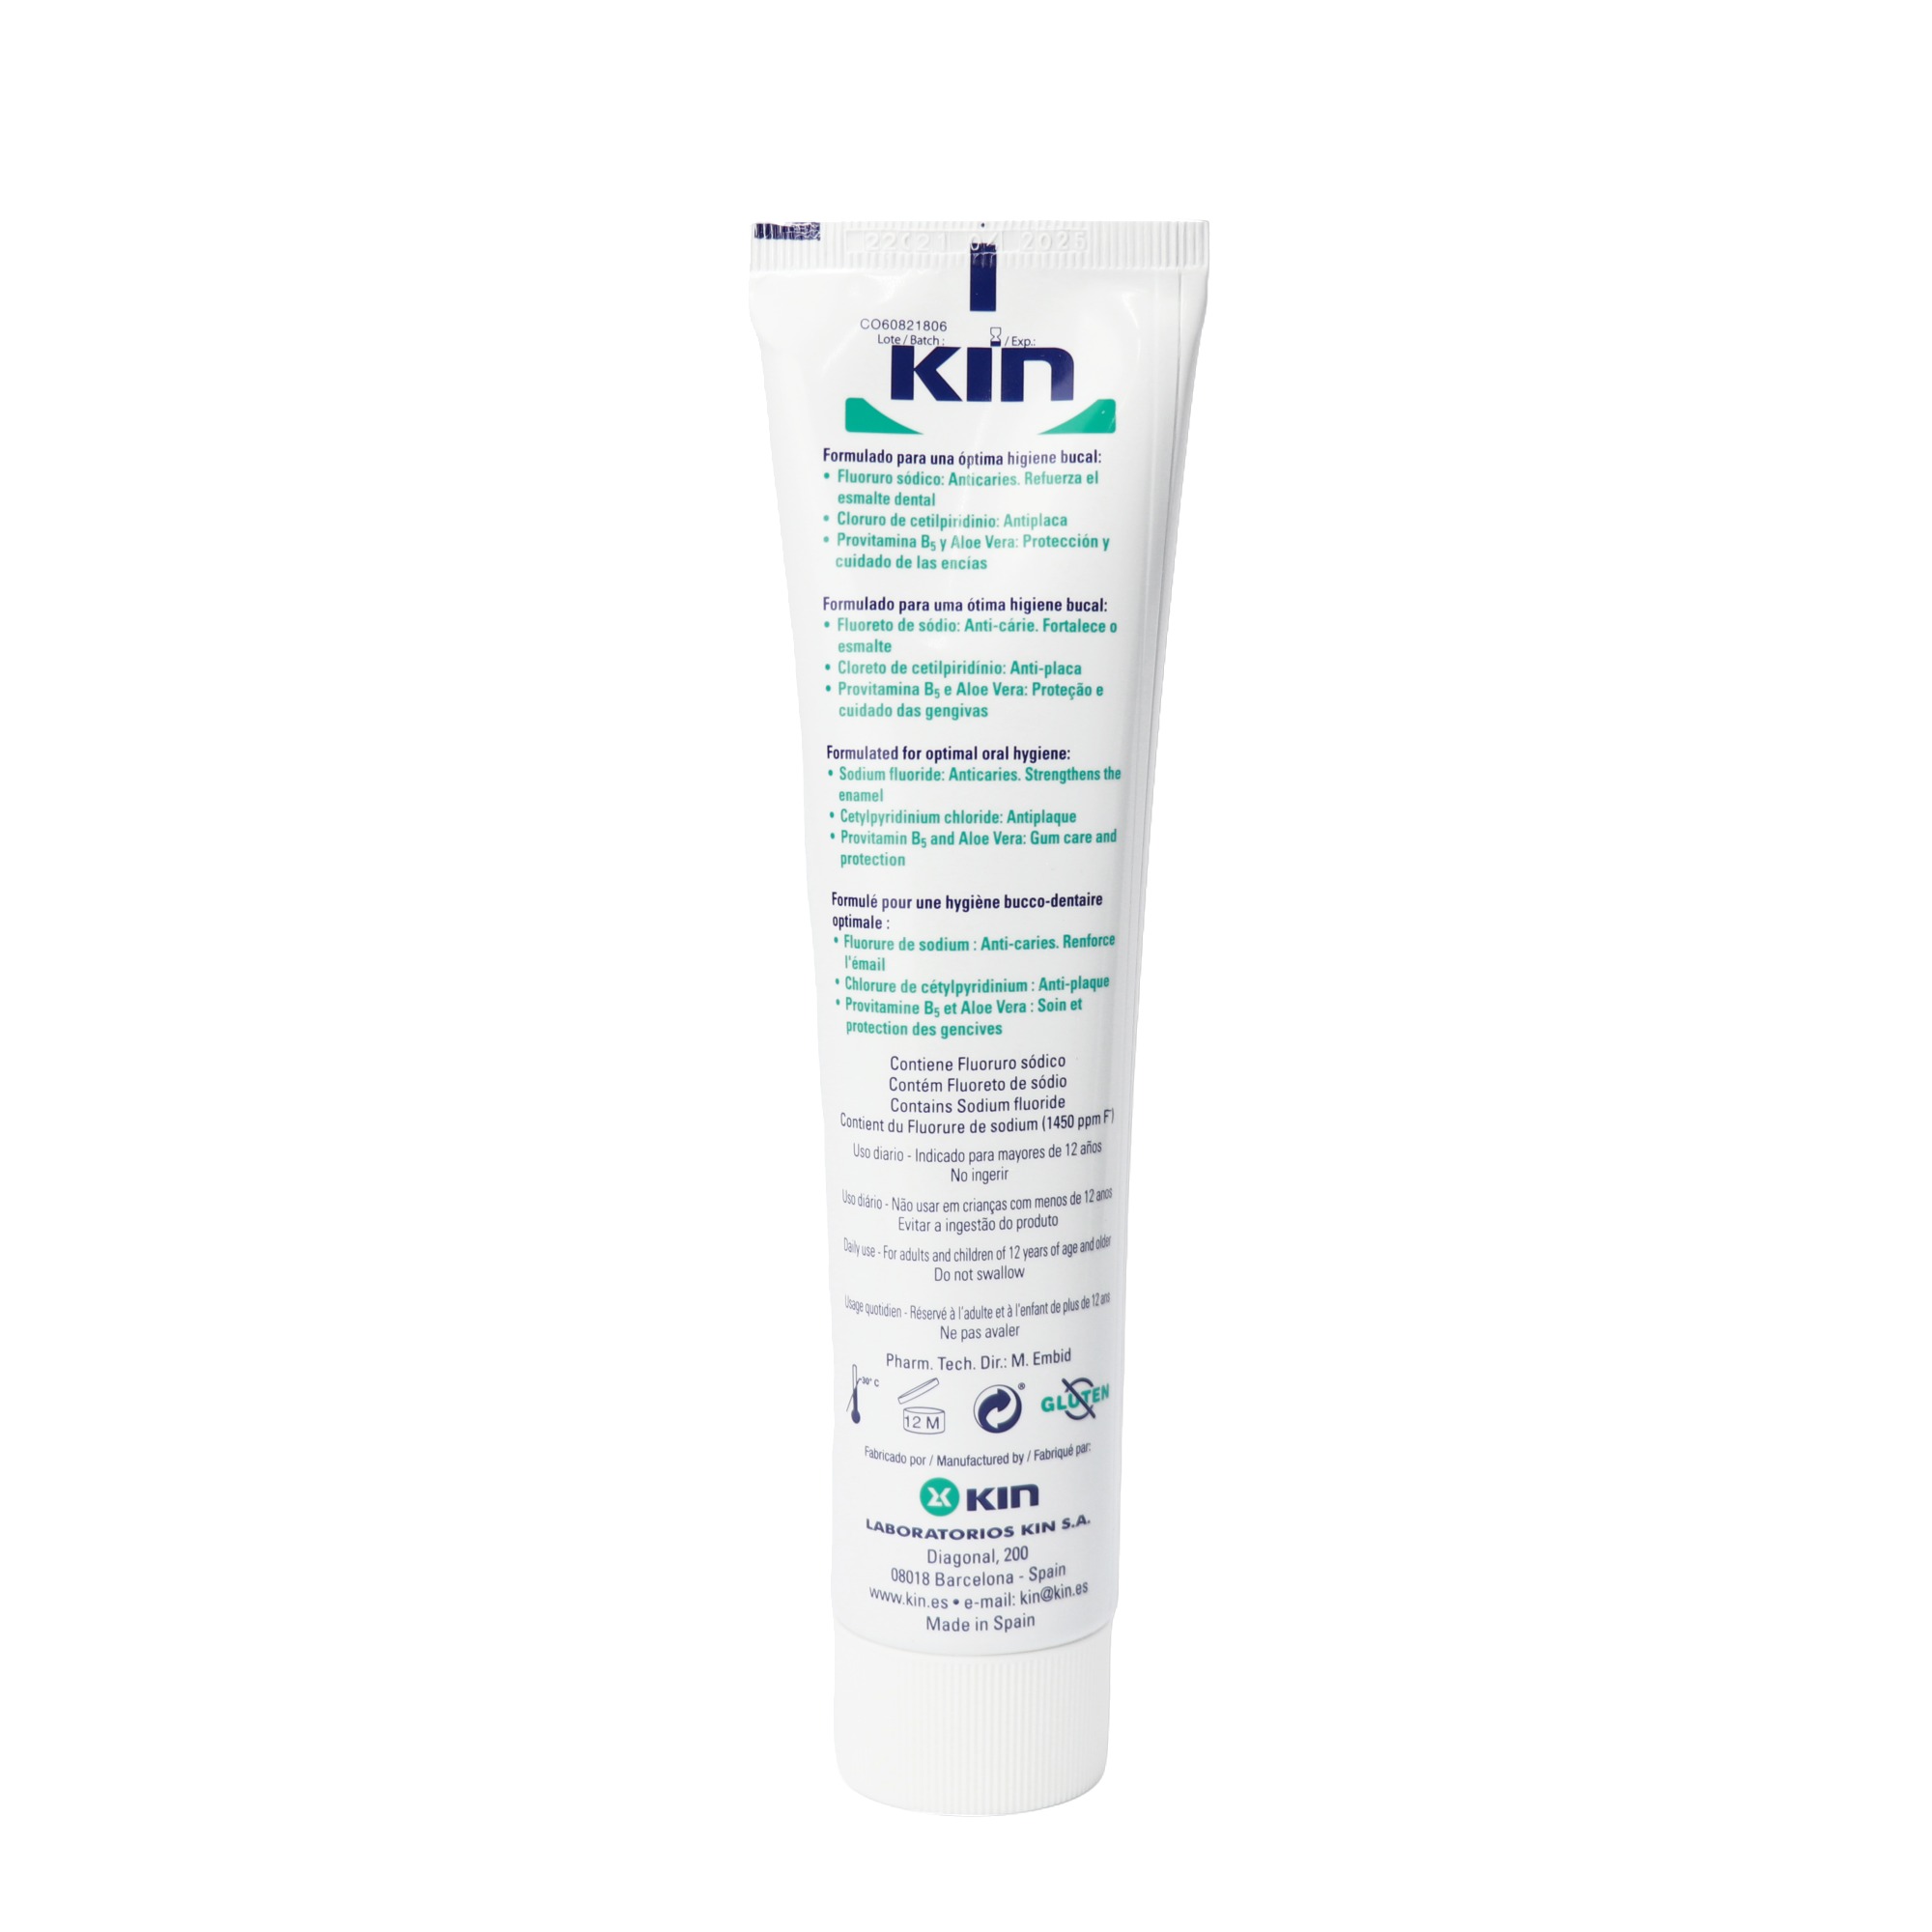 22C21 04 2025
CO60821806
Lote / Batch : / Exp.:
KIN
Formulado para una óptima higiene bucal:
• Fluoruro sódico: Anticaries. Refuerza el
esmalte dental
• Cloruro de cetilpiridinio: Antiplaca
• Provitamina B5 y Aloe Vera: Protección y
cuidado de las encías
Formulado para uma ótima higiene bucal:
• Fluoreto de sódio: Anti-cárie. Fortalece o
esmalte
• Cloreto de cetilpiridínio: Anti-placa
• Provitamina B5 e Aloe Vera: Proteção e
cuidado das gengivas
Formulated for optimal oral hygiene:
• Sodium fluoride: Anticaries. Strengthens the
enamel
• Cetylpyridinium chloride: Antiplaque
• Provitamin B5 and Aloe Vera: Gum care and
protection
Formulé pour une hygiène bucco-dentaire
optimale :
• Fluorure de sodium : Anti-caries. Renforce
l'émail
• Chlorure de cétylpyridinium : Anti-plaque
• Provitamine B5 et Aloe Vera : Soin et
protection des gencives
Contiene Fluoruro sódico
Contém Fluoreto de sódio
Contains Sodium fluoride
Contient du Fluorure de sodium (1450 ppm F-)
Uso diario - Indicado para mayores de 12 años
No ingerir
Uso diário - Não usar em crianças com menos de 12 anos
Evitar a ingestão do produto
Daily use - For adults and children of 12 years of age and older
Do not swallow
Usage quotidien - Réservé à l'adulte et à l'enfant de plus de 12 ans
Ne pas avaler
Pharm. Tech. Dir.: M. Embid
30° C
12 M
®
GLUTEN
Fabricado por / Manufactured by / Fabriqué par:
KIN
LABORATORIOS KIN S.A.
Diagonal, 200
08018 Barcelona - Spain
www.kin.es • e-mail: kin@kin.es
Made in Spain